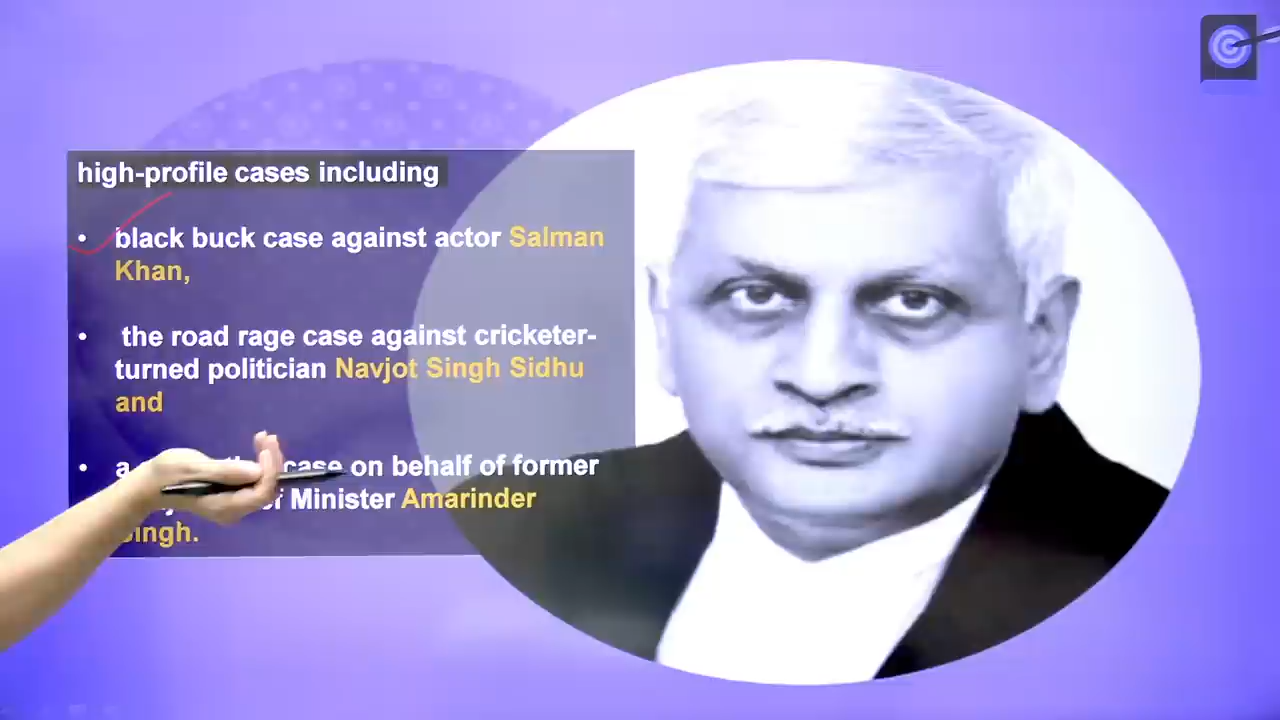 high-profile cases including
• black buck case against actor Salman
Khan,
• the road rage case against cricketer-
turned politician Navjot Singh Sidhu
and
• a case on behalf of former
Minister Amarinder
Singh.